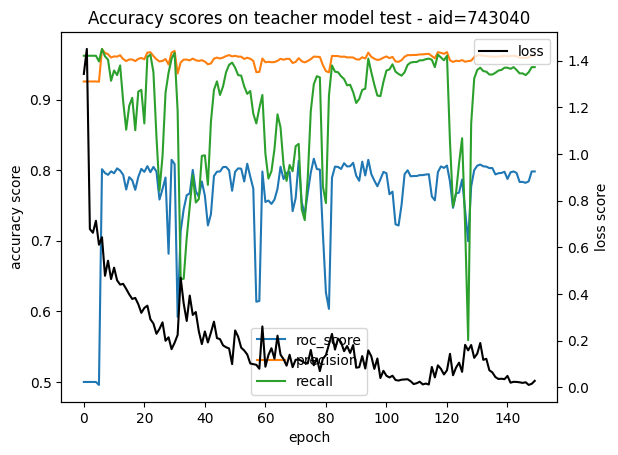 Accuracy scores on teacher model test - aid=743040
loss
1.4
1.2
1.0
0.8
0.6
0.4
0.2
0.0
loss score
0.9
0.8
0.7
0.6
0.5
accuracy score
roc_score
precision
recall
0
20
40
60
80
100
120
140
epoch